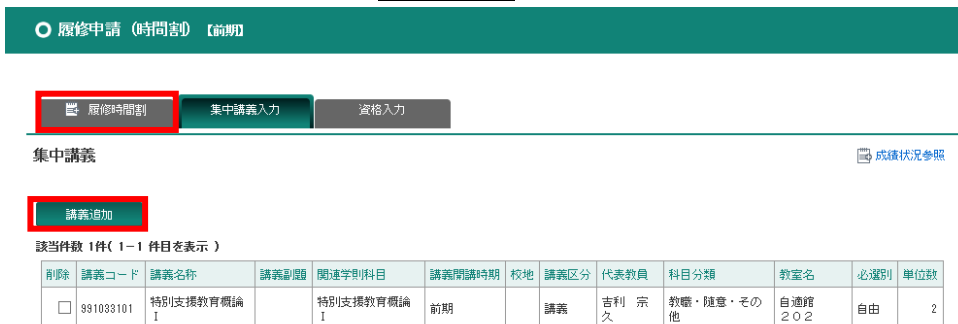 履修申請（時間割）【前期】
履修時間割 集中講義入力 資格入力
集中講義 成績状況参照
講義追加
該当件数 1件( 1-1 件目を表示 )
削除 講義コード 講義名称 講義副題 関連学則科目 講義開講時期 校地 講義区分 代表教員 科目分類 教室名 必選別 単位数
991033101 特別支援教育概論 特別支援教育概論 前期 講義 吉利 宗 教職・随意・その 自適館 自由 2
Ⅰ Ⅰ 久 他 ２０２